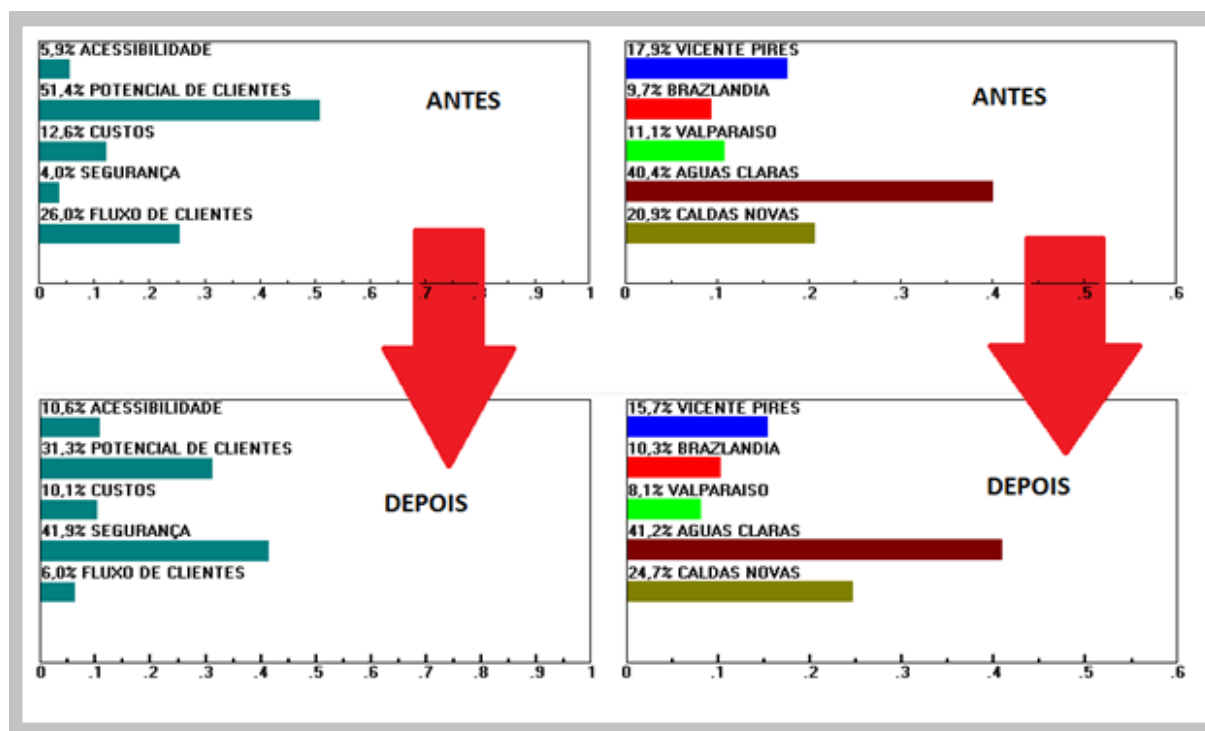 5,9% ACESSIBILIDADE
51,4% POTENCIAL DE CLIENTES
12,6% CUSTOS
4,0% SEGURANÇA
26,0% FLUXO DE CLIENTES
ANTES
0 .1 .2 .3 .4 .5 .6 .7 .8 .9 1
17,9% VICENTE PIRES
9,7% BRAZLANDIA
11,1% VALPARAISO
40,4% AGUAS CLARAS
20,9% CALDAS NOVAS
ANTES
0 .1 .2 .3 .4 .5 .6
10,6% ACESSIBILIDADE
31,3% POTENCIAL DE CLIENTES
10,1% CUSTOS
41,9% SEGURANÇA
6,0% FLUXO DE CLIENTES
DEPOIS
0 .1 .2 .3 .4 .5 .6 .7 .8 .9 1
15,7% VICENTE PIRES
10,3% BRAZLANDIA
8,1% VALPARAISO
41,2% AGUAS CLARAS
24,7% CALDAS NOVAS
DEPOIS
0 .1 .2 .3 .4 .5 .6